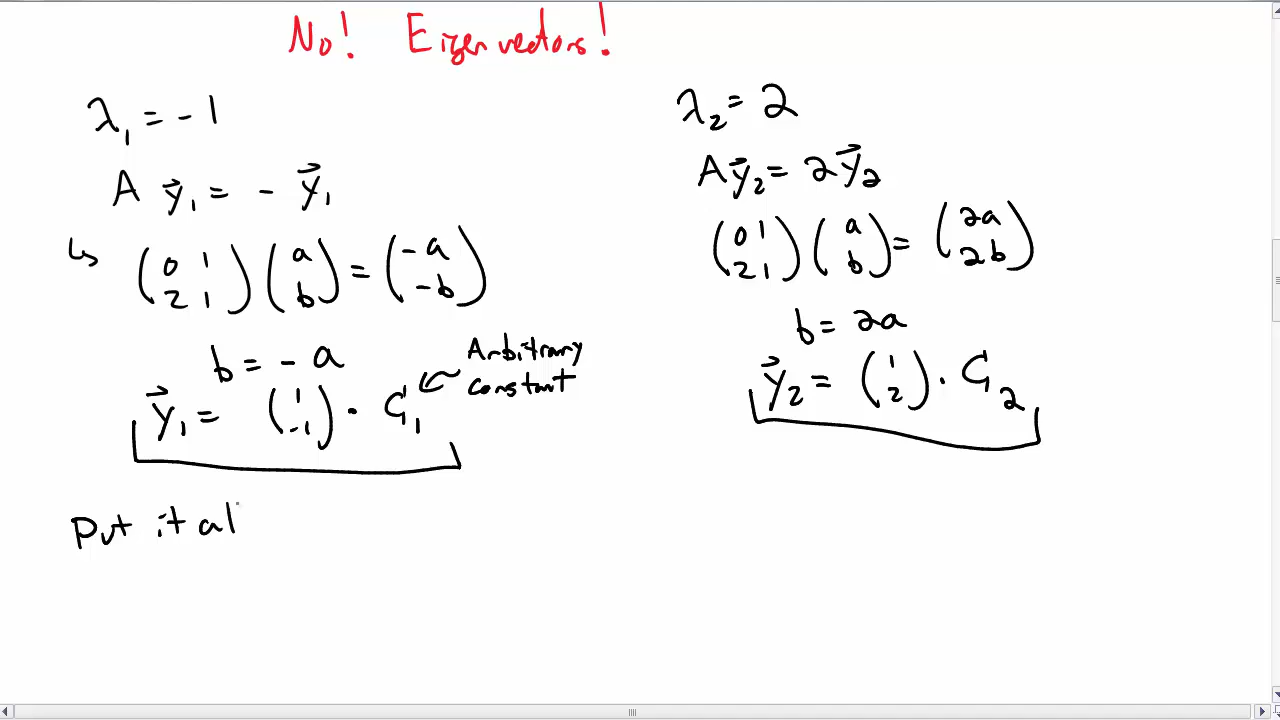 No! Eigenvectors!
λ₁ = -1
A y⃗₁ = - y⃗₁
↳ (0 1; 2 1) (a; b) = (-a; -b)
b = - a
y⃗₁ = (1; -1) · C₁
Arbitrary
constant
λ₂ = 2
A y⃗₂ = 2 y⃗₂
(0 1; 2 1) (a; b) = (2a; 2b)
b = 2a
y⃗₂ = (1; 2) · C₂
Put it al